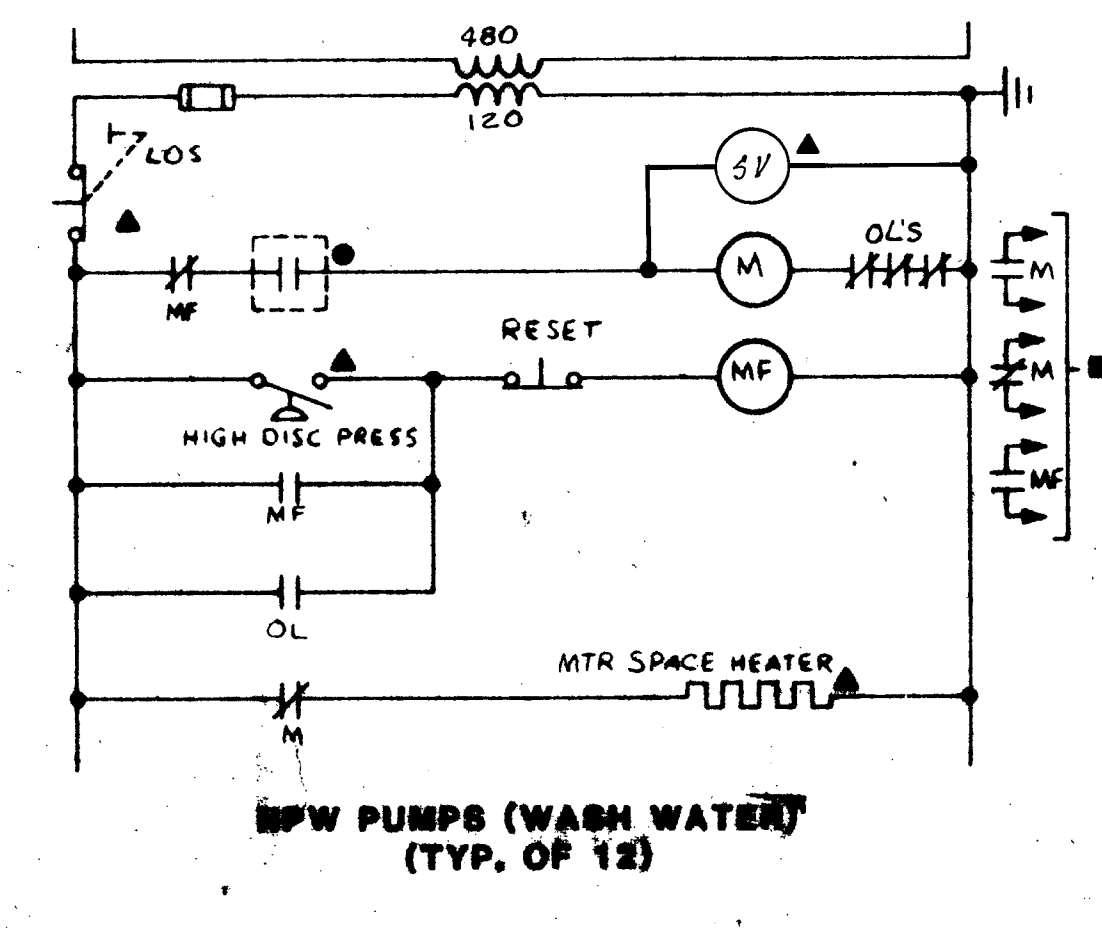 480
120
LOS
SV
OL'S
M
M
MF
RESET
M
MF
HIGH DISC PRESS
MF
MF
OL
MTR SPACE HEATER
M
NPW PUMPS (WASH WATER)
(TYP. OF 12)